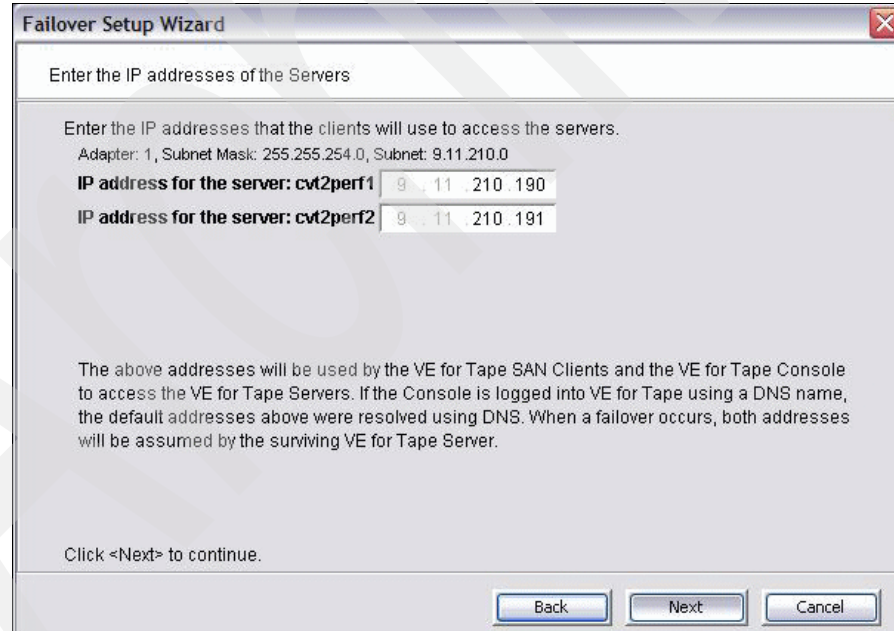 Failover Setup Wizard
Enter the IP addresses of the Servers
Enter the IP addresses that the clients will use to access the servers.
Adapter: 1, Subnet Mask: 255.255.254.0, Subnet: 9.11.210.0
IP address for the server: cvt2perf1 9 . 11 . 210 . 190
IP address for the server: cvt2perf2 9 . 11 . 210 . 191
The above addresses will be used by the VE for Tape SAN Clients and the VE for Tape Console
to access the VE for Tape Servers. If the Console is logged into VE for Tape using a DNS name,
the default addresses above were resolved using DNS. When a failover occurs, both addresses
will be assumed by the surviving VE for Tape Server.
Click <Next> to continue.
Back Next Cancel